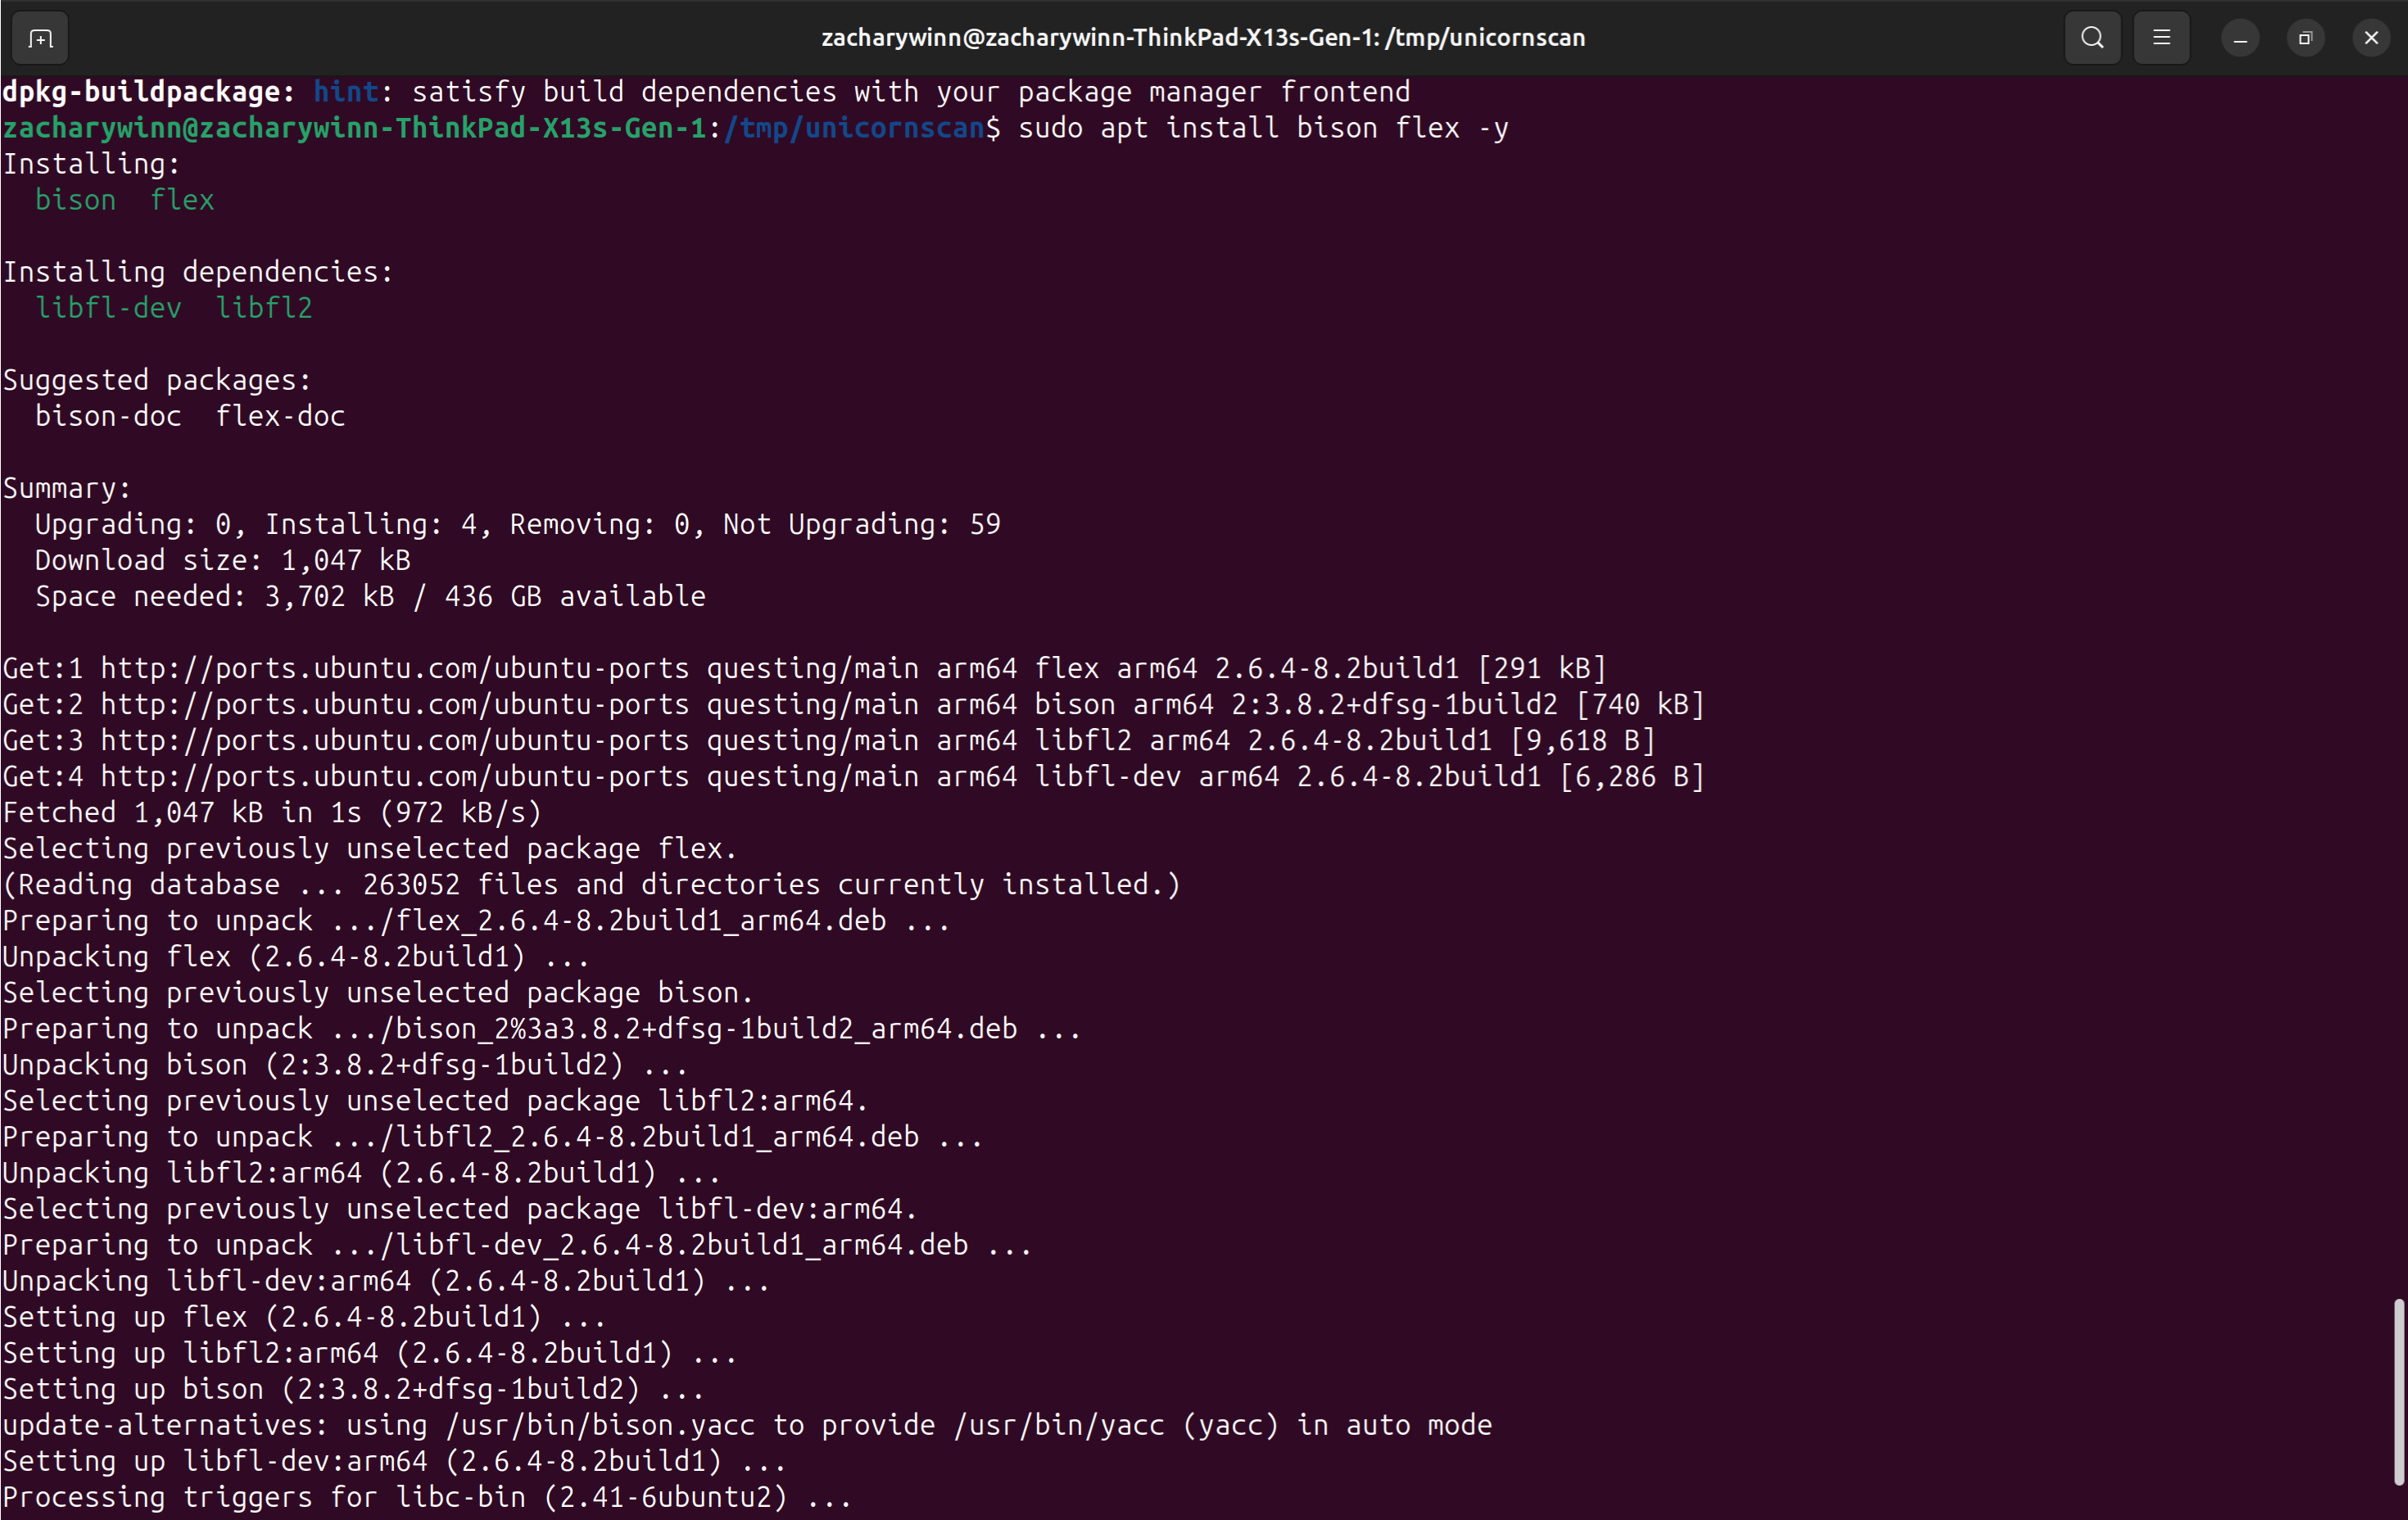 zacharywinn@zacharywinn-ThinkPad-X13s-Gen-1: /tmp/unicornscan
dpkg-buildpackage: hint: satisfy build dependencies with your package manager frontend
zacharywinn@zacharywinn-ThinkPad-X13s-Gen-1:/tmp/unicornscan$ sudo apt install bison flex -y
Installing:
  bison  flex

Installing dependencies:
  libfl-dev  libfl2

Suggested packages:
  bison-doc  flex-doc

Summary:
  Upgrading: 0, Installing: 4, Removing: 0, Not Upgrading: 59
  Download size: 1,047 kB
  Space needed: 3,702 kB / 436 GB available

Get:1 http://ports.ubuntu.com/ubuntu-ports questing/main arm64 flex arm64 2.6.4-8.2build1 [291 kB]
Get:2 http://ports.ubuntu.com/ubuntu-ports questing/main arm64 bison arm64 2:3.8.2+dfsg-1build2 [740 kB]
Get:3 http://ports.ubuntu.com/ubuntu-ports questing/main arm64 libfl2 arm64 2.6.4-8.2build1 [9,618 B]
Get:4 http://ports.ubuntu.com/ubuntu-ports questing/main arm64 libfl-dev arm64 2.6.4-8.2build1 [6,286 B]
Fetched 1,047 kB in 1s (972 kB/s)
Selecting previously unselected package flex.
(Reading database ... 263052 files and directories currently installed.)
Preparing to unpack .../flex_2.6.4-8.2build1_arm64.deb ...
Unpacking flex (2.6.4-8.2build1) ...
Selecting previously unselected package bison.
Preparing to unpack .../bison_2%3a3.8.2+dfsg-1build2_arm64.deb ...
Unpacking bison (2:3.8.2+dfsg-1build2) ...
Selecting previously unselected package libfl2:arm64.
Preparing to unpack .../libfl2_2.6.4-8.2build1_arm64.deb ...
Unpacking libfl2:arm64 (2.6.4-8.2build1) ...
Selecting previously unselected package libfl-dev:arm64.
Preparing to unpack .../libfl-dev_2.6.4-8.2build1_arm64.deb ...
Unpacking libfl-dev:arm64 (2.6.4-8.2build1) ...
Setting up flex (2.6.4-8.2build1) ...
Setting up libfl2:arm64 (2.6.4-8.2build1) ...
Setting up bison (2:3.8.2+dfsg-1build2) ...
update-alternatives: using /usr/bin/bison.yacc to provide /usr/bin/yacc (yacc) in auto mode
Setting up libfl-dev:arm64 (2.6.4-8.2build1) ...
Processing triggers for libc-bin (2.41-6ubuntu2) ...